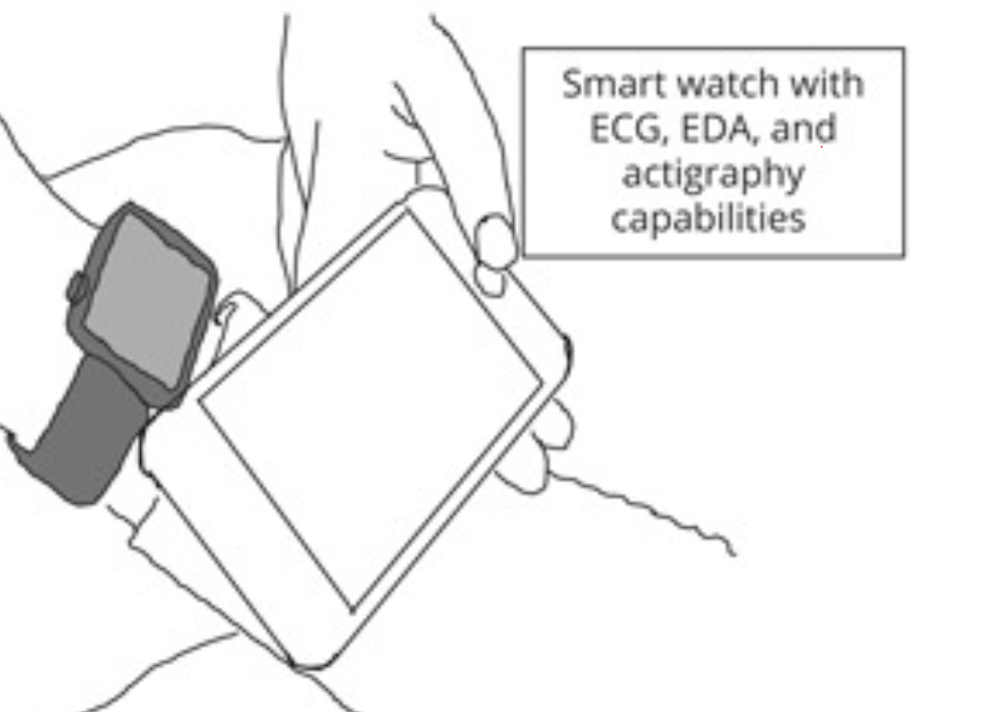 Smart watch with
ECG, EDA, and
actigraphy
capabilities